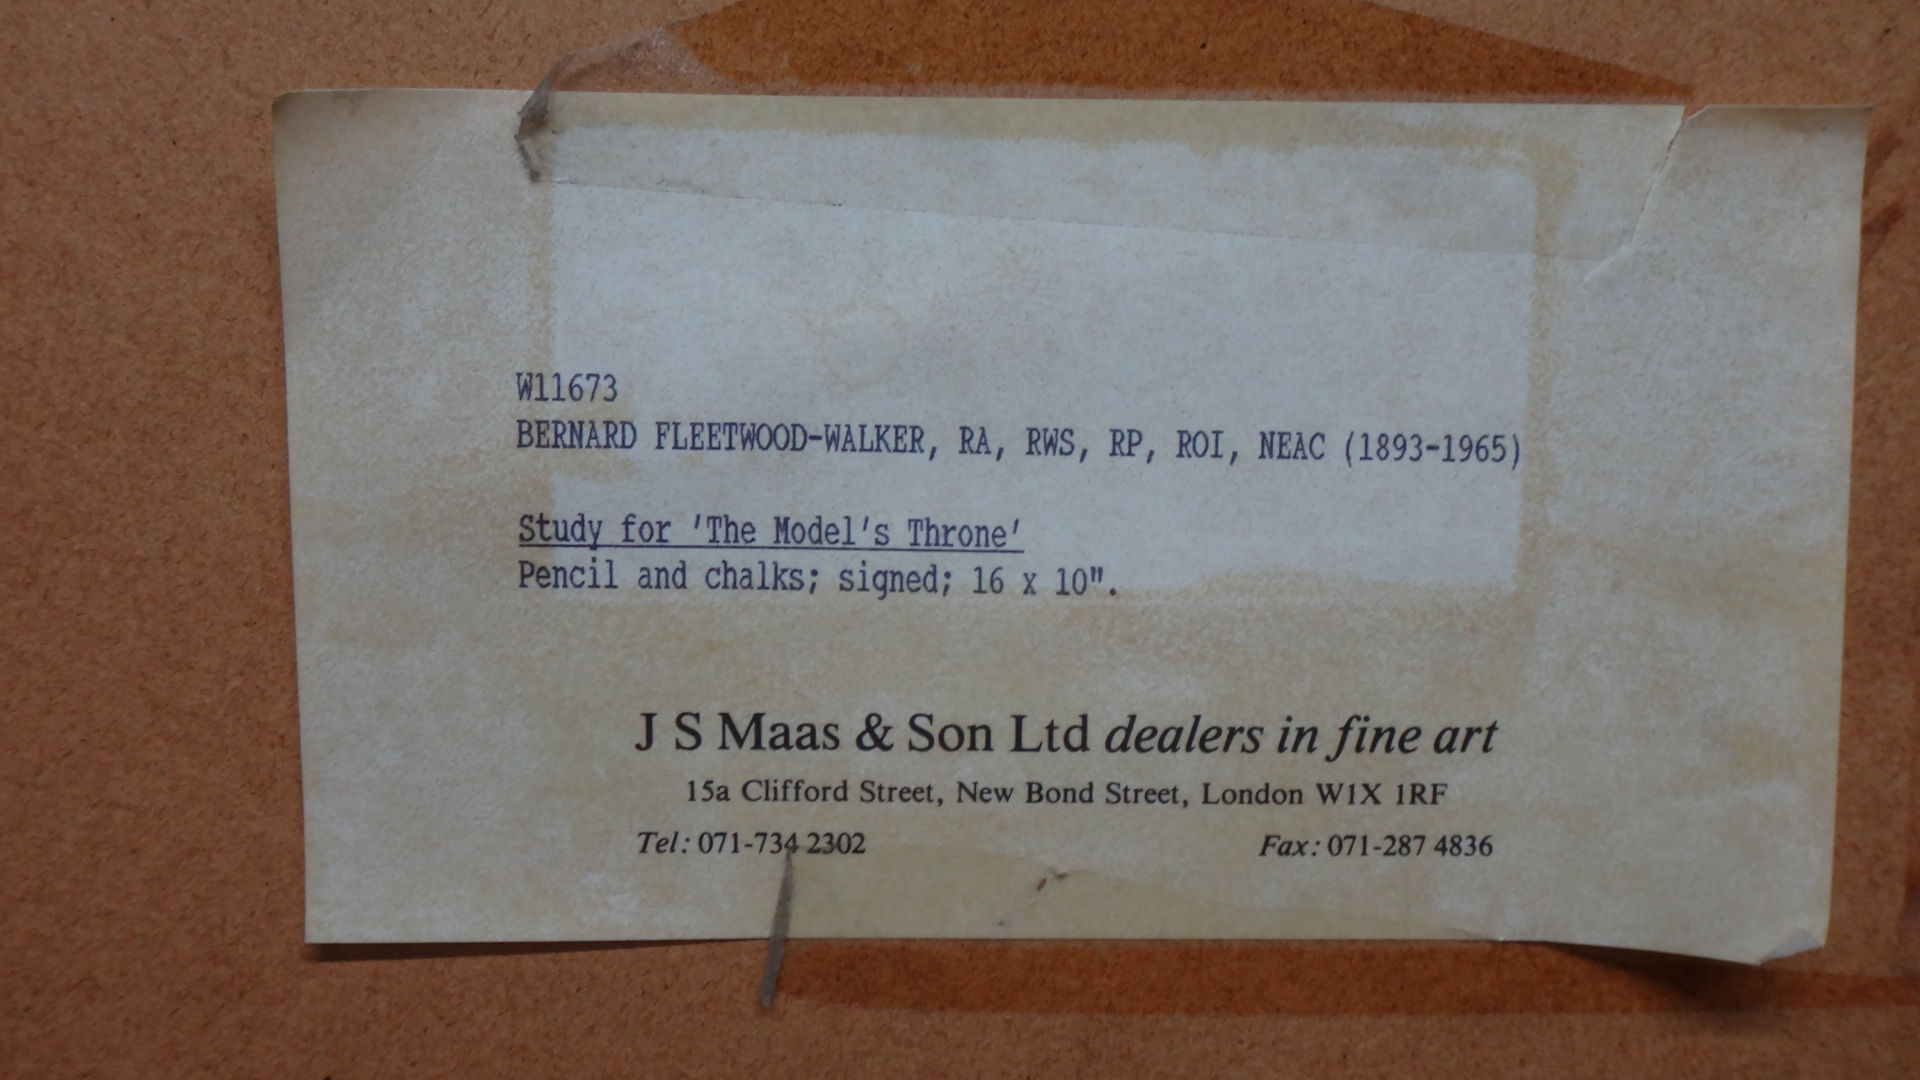 W11673
BERNARD FLEETWOOD-WALKER, RA, RWS, RP, ROI, NEAC (1893-1965)
Study for 'The Model's Throne'
Pencil and chalks; signed; 16 x 10".
J S Maas & Son Ltd dealers in fine art
15a Clifford Street, New Bond Street, London W1X 1RF
Tel: 071-734 2302 Fax: 071-287 4836